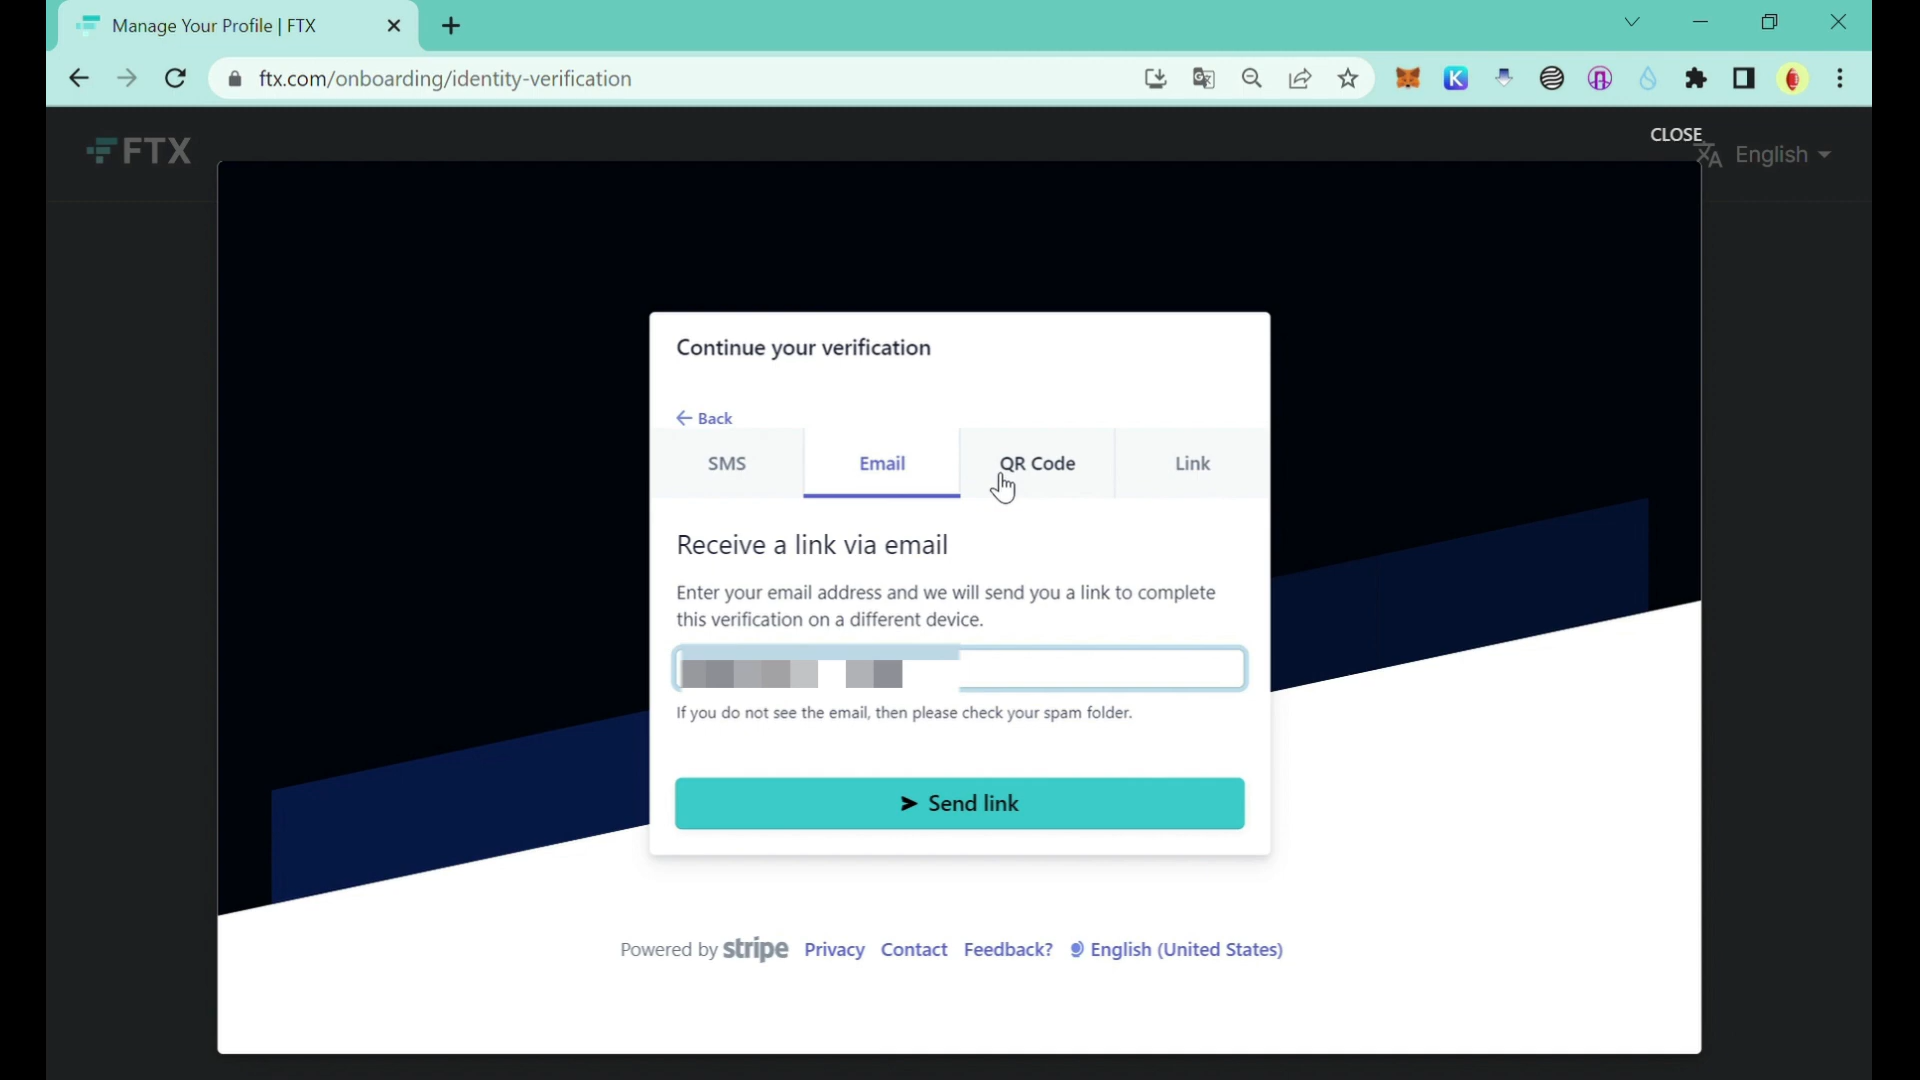 Manage Your Profile | FTX
ftx.com/onboarding/identity-verification
FTX
CLOSE
English
Continue your verification
Back
SMS
Email
QR Code
Link
Receive a link via email
Enter your email address and we will send you a link to complete
this verification on a different device.
If you do not see the email, then please check your spam folder.
Send link
Powered by stripe Privacy Contact Feedback? English (United States)